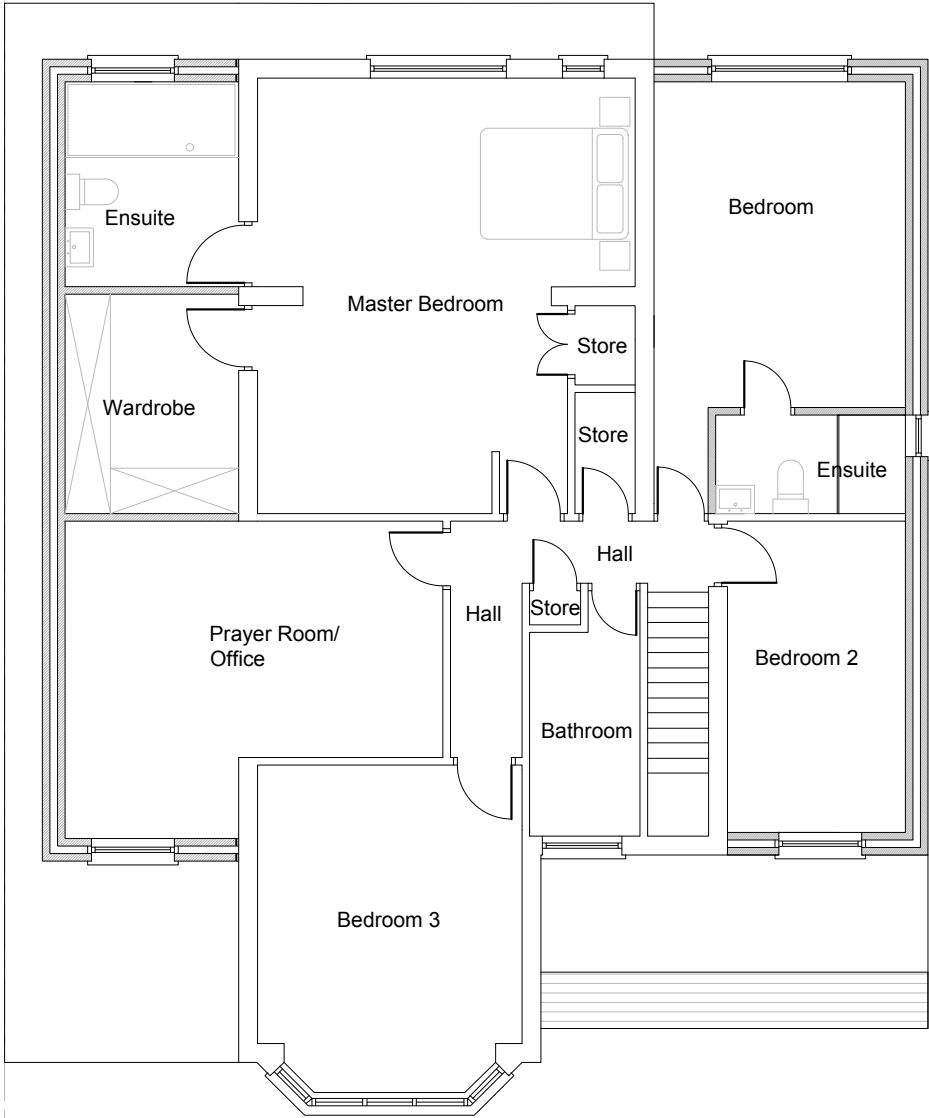 Bedroom
Ensuite
Master Bedroom
Store
Wardrobe
Store
Ensuite
Hall
Store
Hall
Prayer Room/
Office
Bedroom 2
Bathroom
Bedroom 3